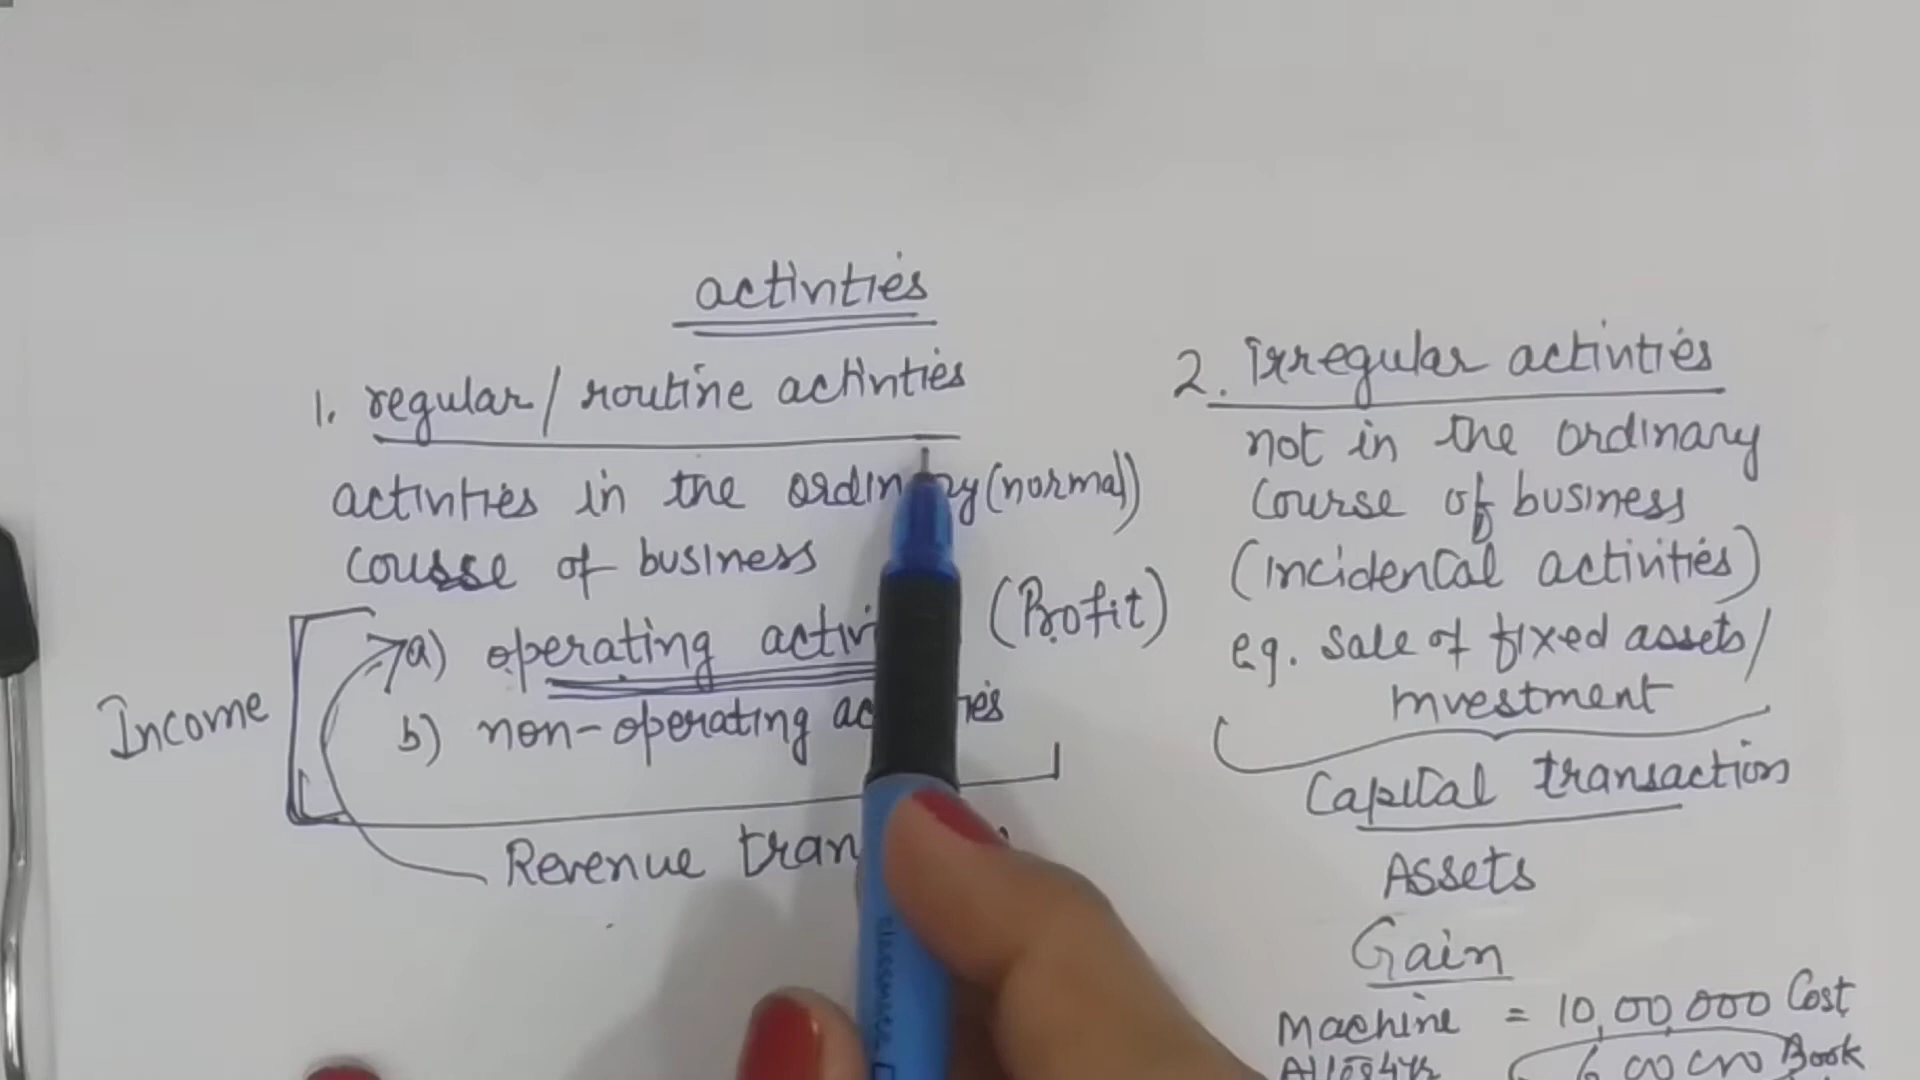 activities
1. regular/ routine activities
activities in the ordinary (normal)
course of business
a) operating
(Profit)
b) non-operating
Income
Revenue
2. Irregular activities
not in the ordinary
course of business
(incidental activities)
eg. sale of fixed assets/
investment
Capital transaction
Assets
Gain
Machine = 10,00,000 Cost
Book